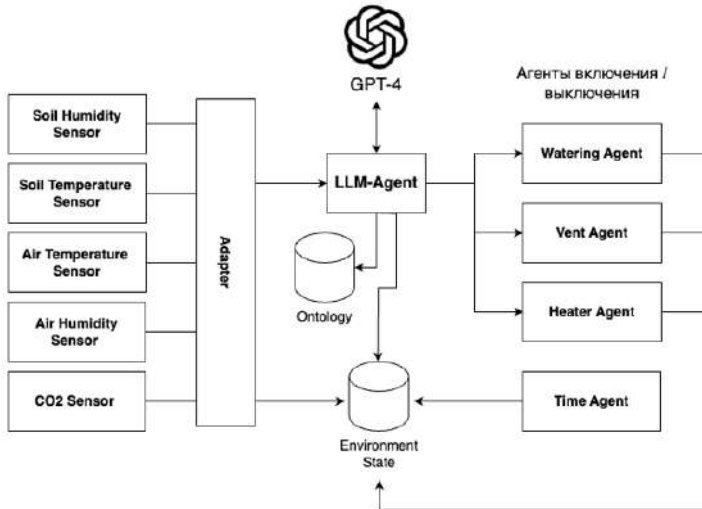 GPT-4
Агенты включения /
выключения
Soil Humidity
Sensor
Soil Temperature
Sensor
Air Temperature
Sensor
Air Humidity
Sensor
CO2 Sensor
Adapter
LLM-Agent
Ontology
Environment
State
Watering Agent
Vent Agent
Heater Agent
Time Agent